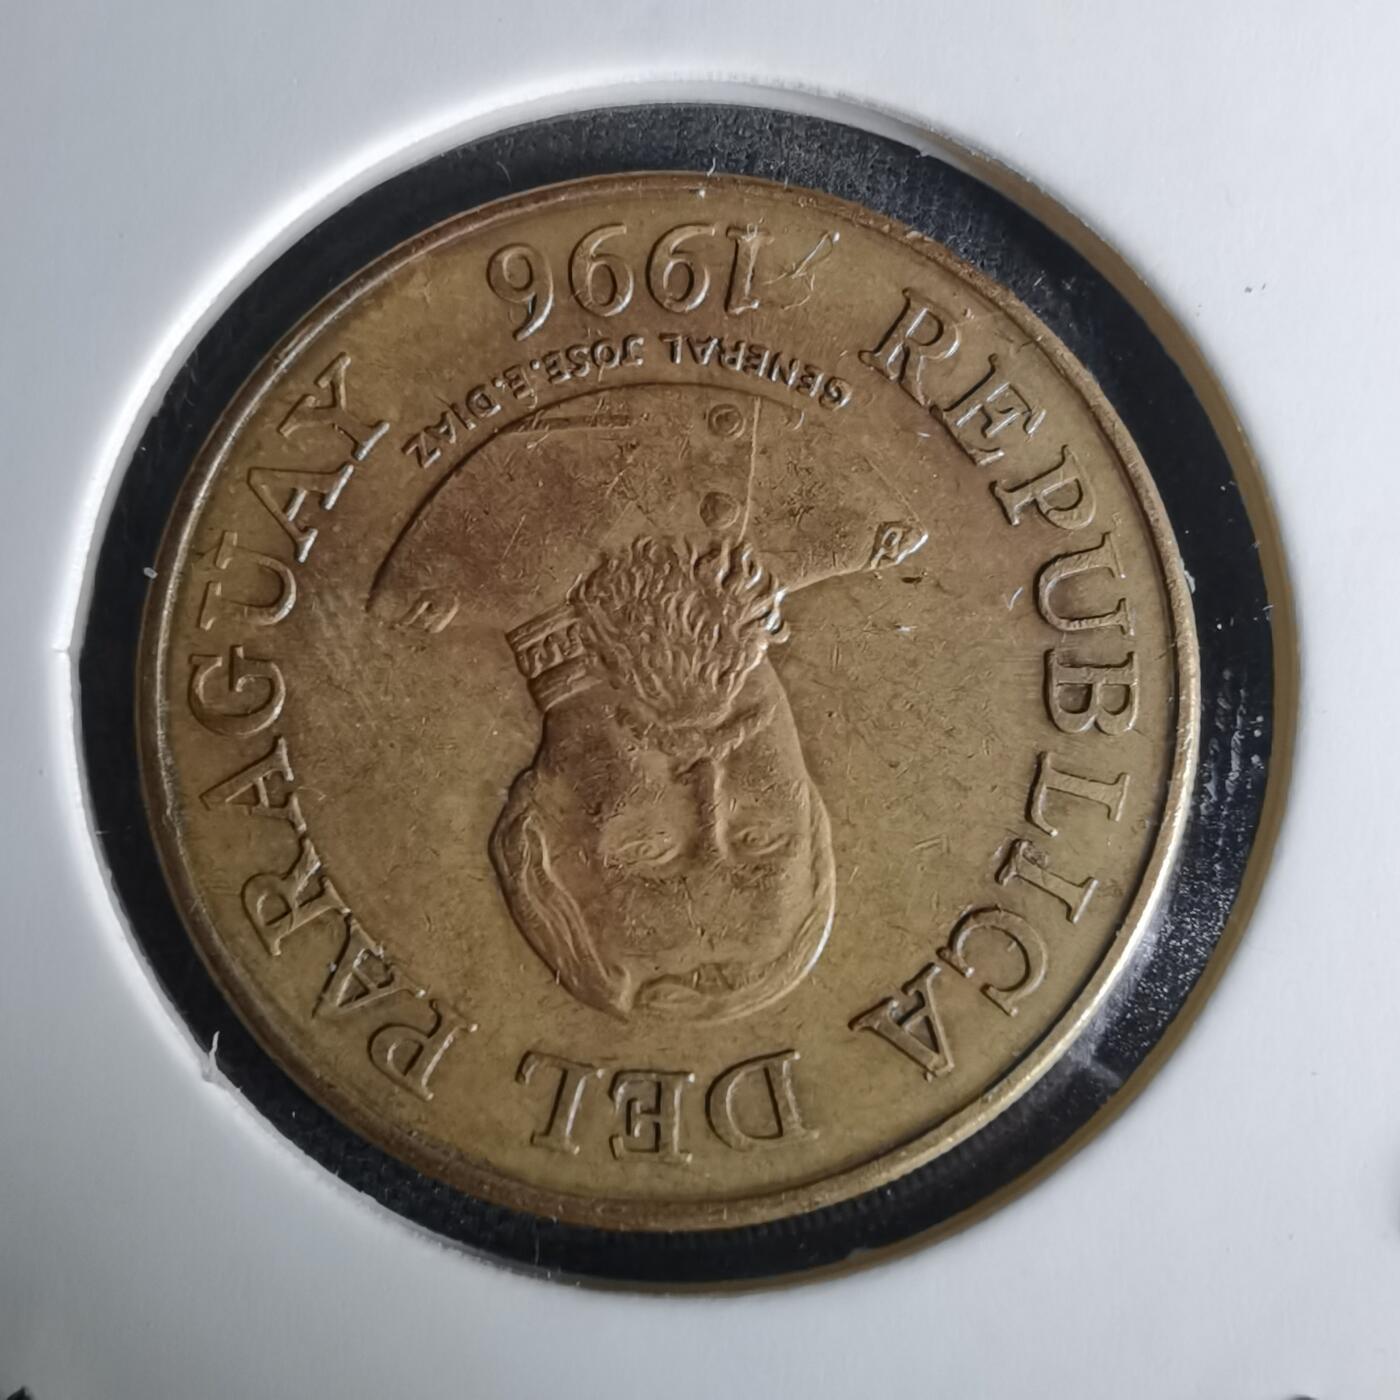 REPUBLICA DEL PARAGUAY
GENERAL JOSE. E. DIAZ
1996